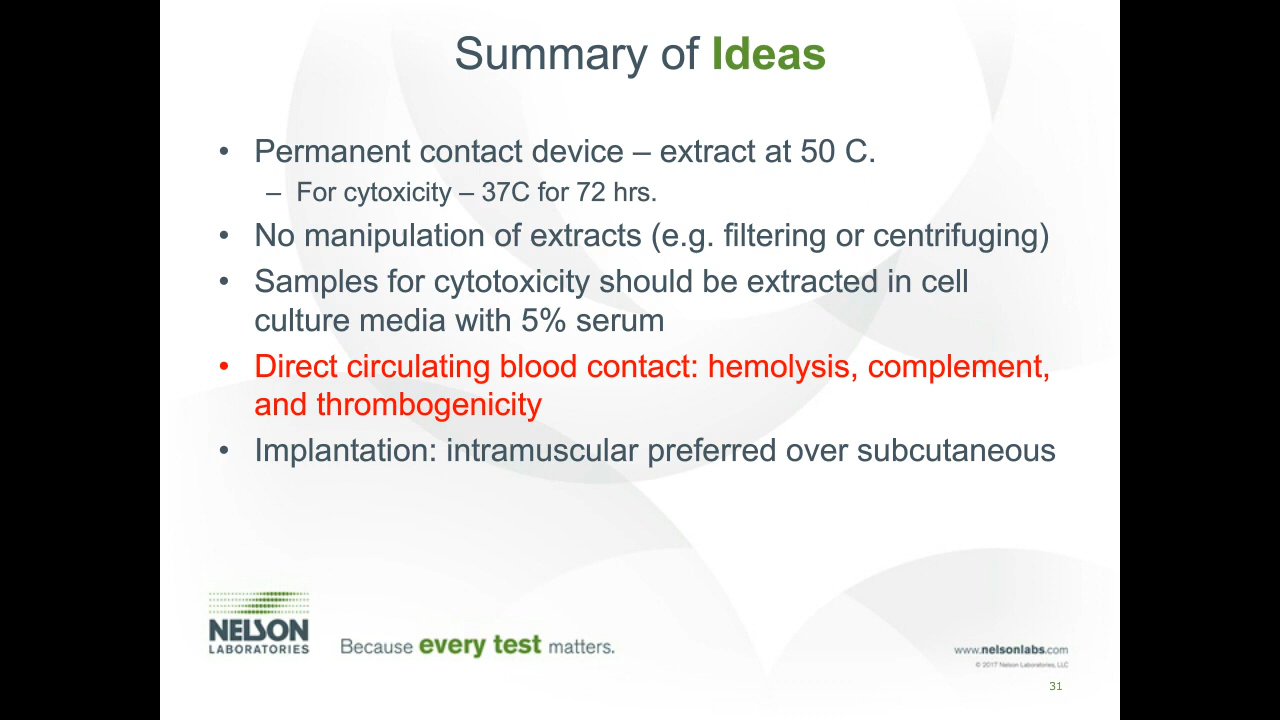 Summary of Ideas
• Permanent contact device – extract at 50 C.
– For cytoxicity – 37C for 72 hrs.
• No manipulation of extracts (e.g. filtering or centrifuging)
• Samples for cytotoxicity should be extracted in cell
culture media with 5% serum
• Direct circulating blood contact: hemolysis, complement,
and thrombogenicity
• Implantation: intramuscular preferred over subcutaneous
NELSON
LABORATORIES
Because every test matters.
www.nelsonlabs.com
© 2017 Nelson Laboratories, LLC
31